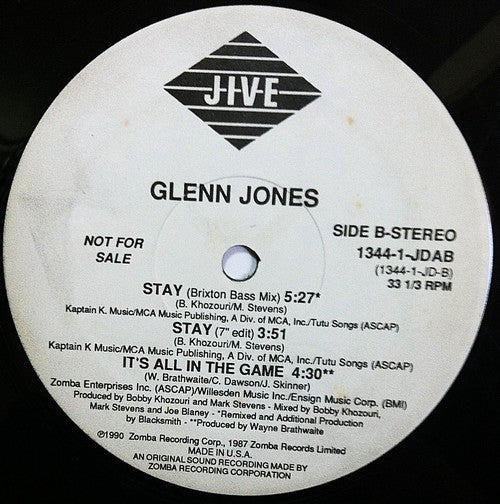 JIVE
GLENN JONES
NOT FOR
SALE
SIDE B-STEREO
1344-1-JDAB
(1344-1-JD-B)
33 1/3 RPM
STAY (Brixton Bass Mix) 5:27*
(B. Khozouri/M. Stevens)
Kaptain K. Music/MCA Music Publishing, A Div. of MCA, Inc./Tutu Songs (ASCAP)
STAY (7" edit) 3:51
(B. Khozouri/M. Stevens)
Kaptain K Music/MCA Music Publishing, A Div. of MCA, Inc./Tutu Songs (ASCAP)
IT'S ALL IN THE GAME 4:30**
(W. Brathwaite/C. Dawson/J. Skinner)
Zomba Enterprises Inc. (ASCAP)/Willesden Music Inc./Ensign Music Corp. (BMI)
Produced by Bobby Khozouri and Mark Stevens - Mixed by Bobby Khozouri,
Mark Stevens and Joe Blaney - *Remixed and Additional Production
by Blacksmith - **Produced by Wayne Brathwaite
℗1990 Zomba Recording Corp., 1987 Zomba Records Limited
MADE IN U.S.A.
AN ORIGINAL SOUND RECORDING MADE BY
ZOMBA RECORDING CORPORATION